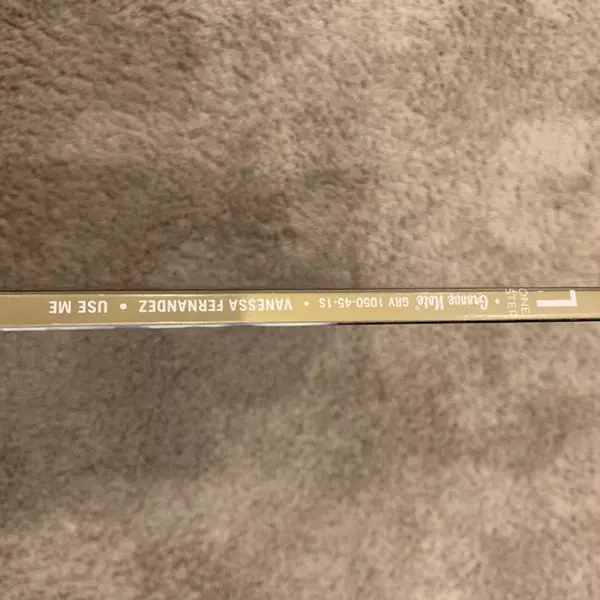 USE ME • VANESSA FERNANDEZ • GRV 1050-45-1S Groove Note® •
1
ONE
STEP